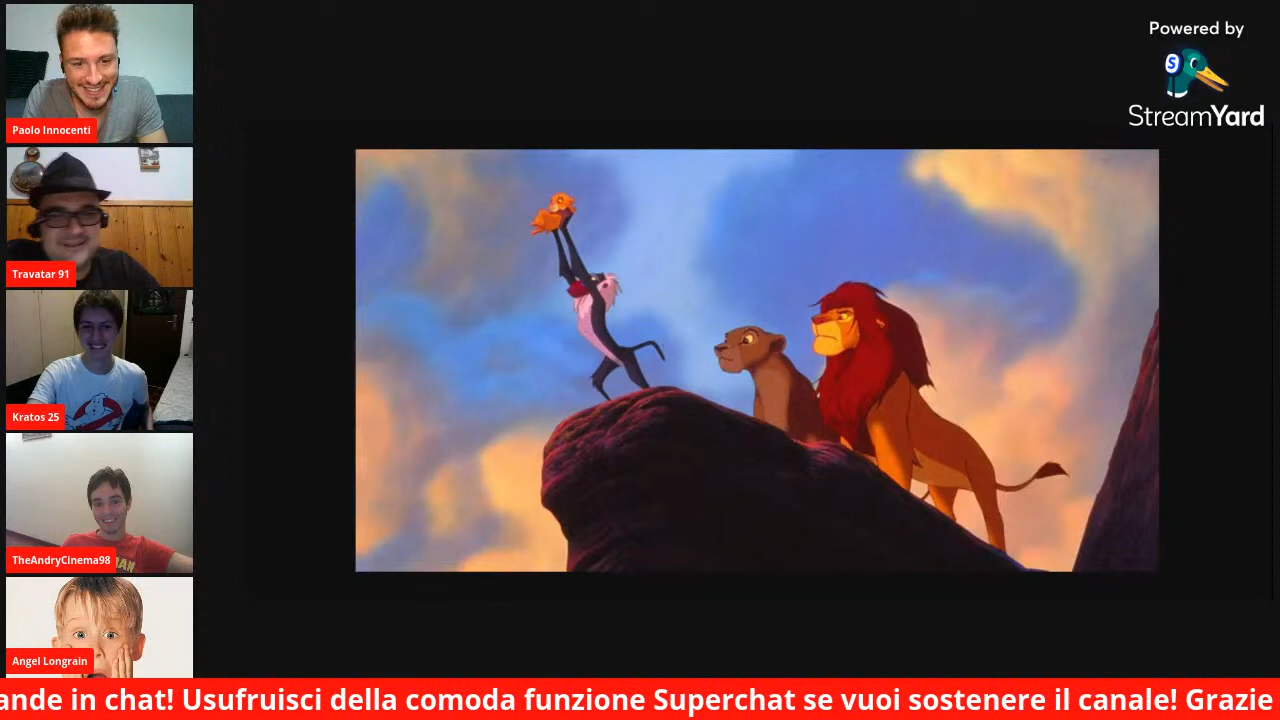 Powered by
StreamYard
Paolo Innocenti
Travatar 91
Kratos 25
TheAndryCinema98
Angel Longrain
ande in chat! Usufruisci della comoda funzione Superchat se vuoi sostenere il canale! Grazie